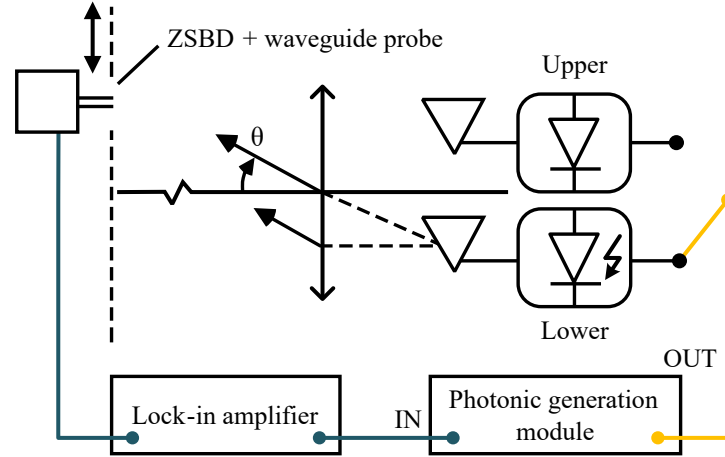 ZSBD + waveguide probe
Upper
θ
Lower
OUT
Lock-in amplifier
IN
Photonic generation
module